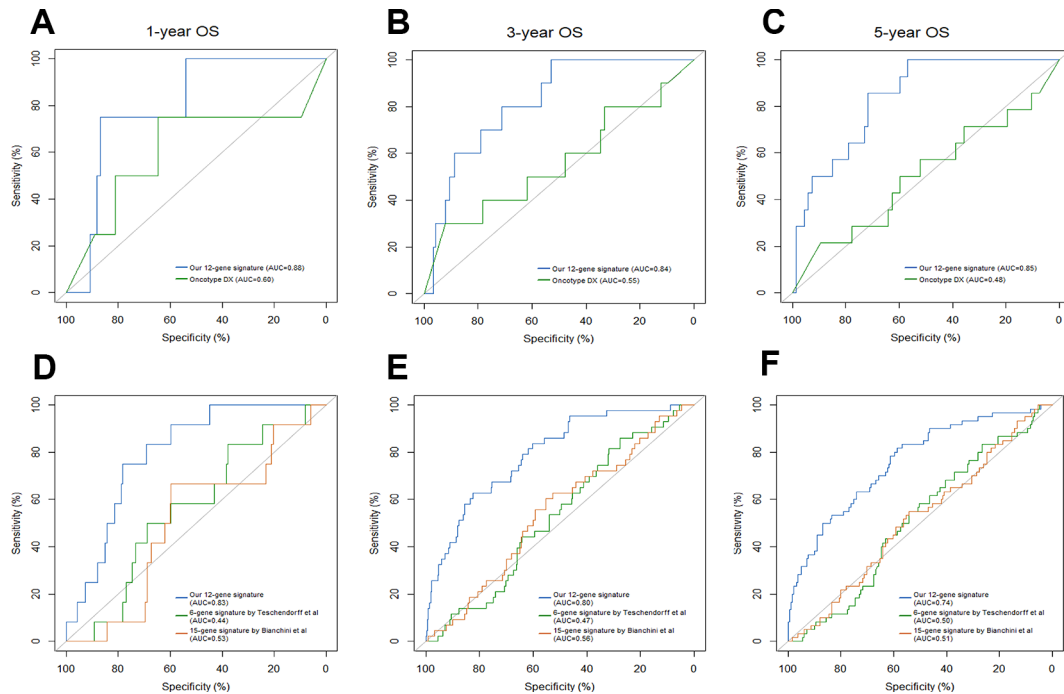 A
1-year OS
B
3-year OS
C
5-year OS
Sensitivity (%)
100
80
60
40
20
0
Our 12-gene signature (AUC=0.88)
Oncotype DX (AUC=0.60)
100 80 60 40 20 0
Specificity (%)
Sensitivity (%)
100
80
60
40
20
0
Our 12-gene signature (AUC=0.84)
Oncotype DX (AUC=0.55)
100 80 60 40 20 0
Specificity (%)
Sensitivity (%)
100
80
60
40
20
0
Our 12-gene signature (AUC=0.85)
Oncotype DX (AUC=0.48)
100 80 60 40 20 0
Specificity (%)
D
Sensitivity (%)
100
80
60
40
20
0
Our 12-gene signature
(AUC=0.83)
6-gene signature by Teschendorff et al
(AUC=0.44)
15-gene signature by Bianchini et al
(AUC=0.53)
100 80 60 40 20 0
Specificity (%)
E
Sensitivity (%)
100
80
60
40
20
0
Our 12-gene signature
(AUC=0.80)
6-gene signature by Teschendorff et al
(AUC=0.47)
15-gene signature by Bianchini et al
(AUC=0.56)
100 80 60 40 20 0
Specificity (%)
F
Sensitivity (%)
100
80
60
40
20
0
Our 12-gene signature
(AUC=0.74)
6-gene signature by Teschendorff et al
(AUC=0.50)
15-gene signature by Bianchini et al
(AUC=0.51)
100 80 60 40 20 0
Specificity (%)